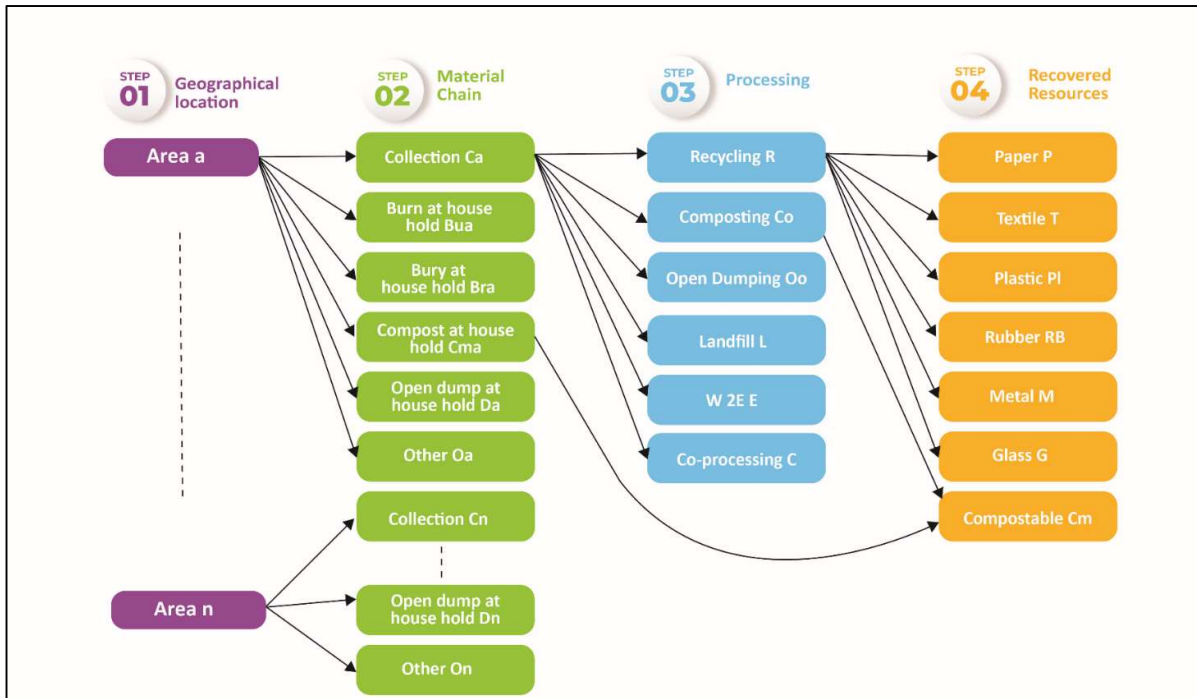 STEP
01
Geographical
location
STEP
02
Material
Chain
STEP
03
Processing
STEP
04
Recovered
Resources
Area a
Collection Ca
Burn at house
hold Bua
Bury at
house hold Bra
Compost at house
hold Cma
Open dump at
house hold Da
Other Oa
Collection Cn
Area n
Open dump at
house hold Dn
Other On
Recycling R
Composting Co
Open Dumping Oo
Landfill L
W 2E E
Co-processing C
Paper P
Textile T
Plastic Pl
Rubber RB
Metal M
Glass G
Compostable Cm